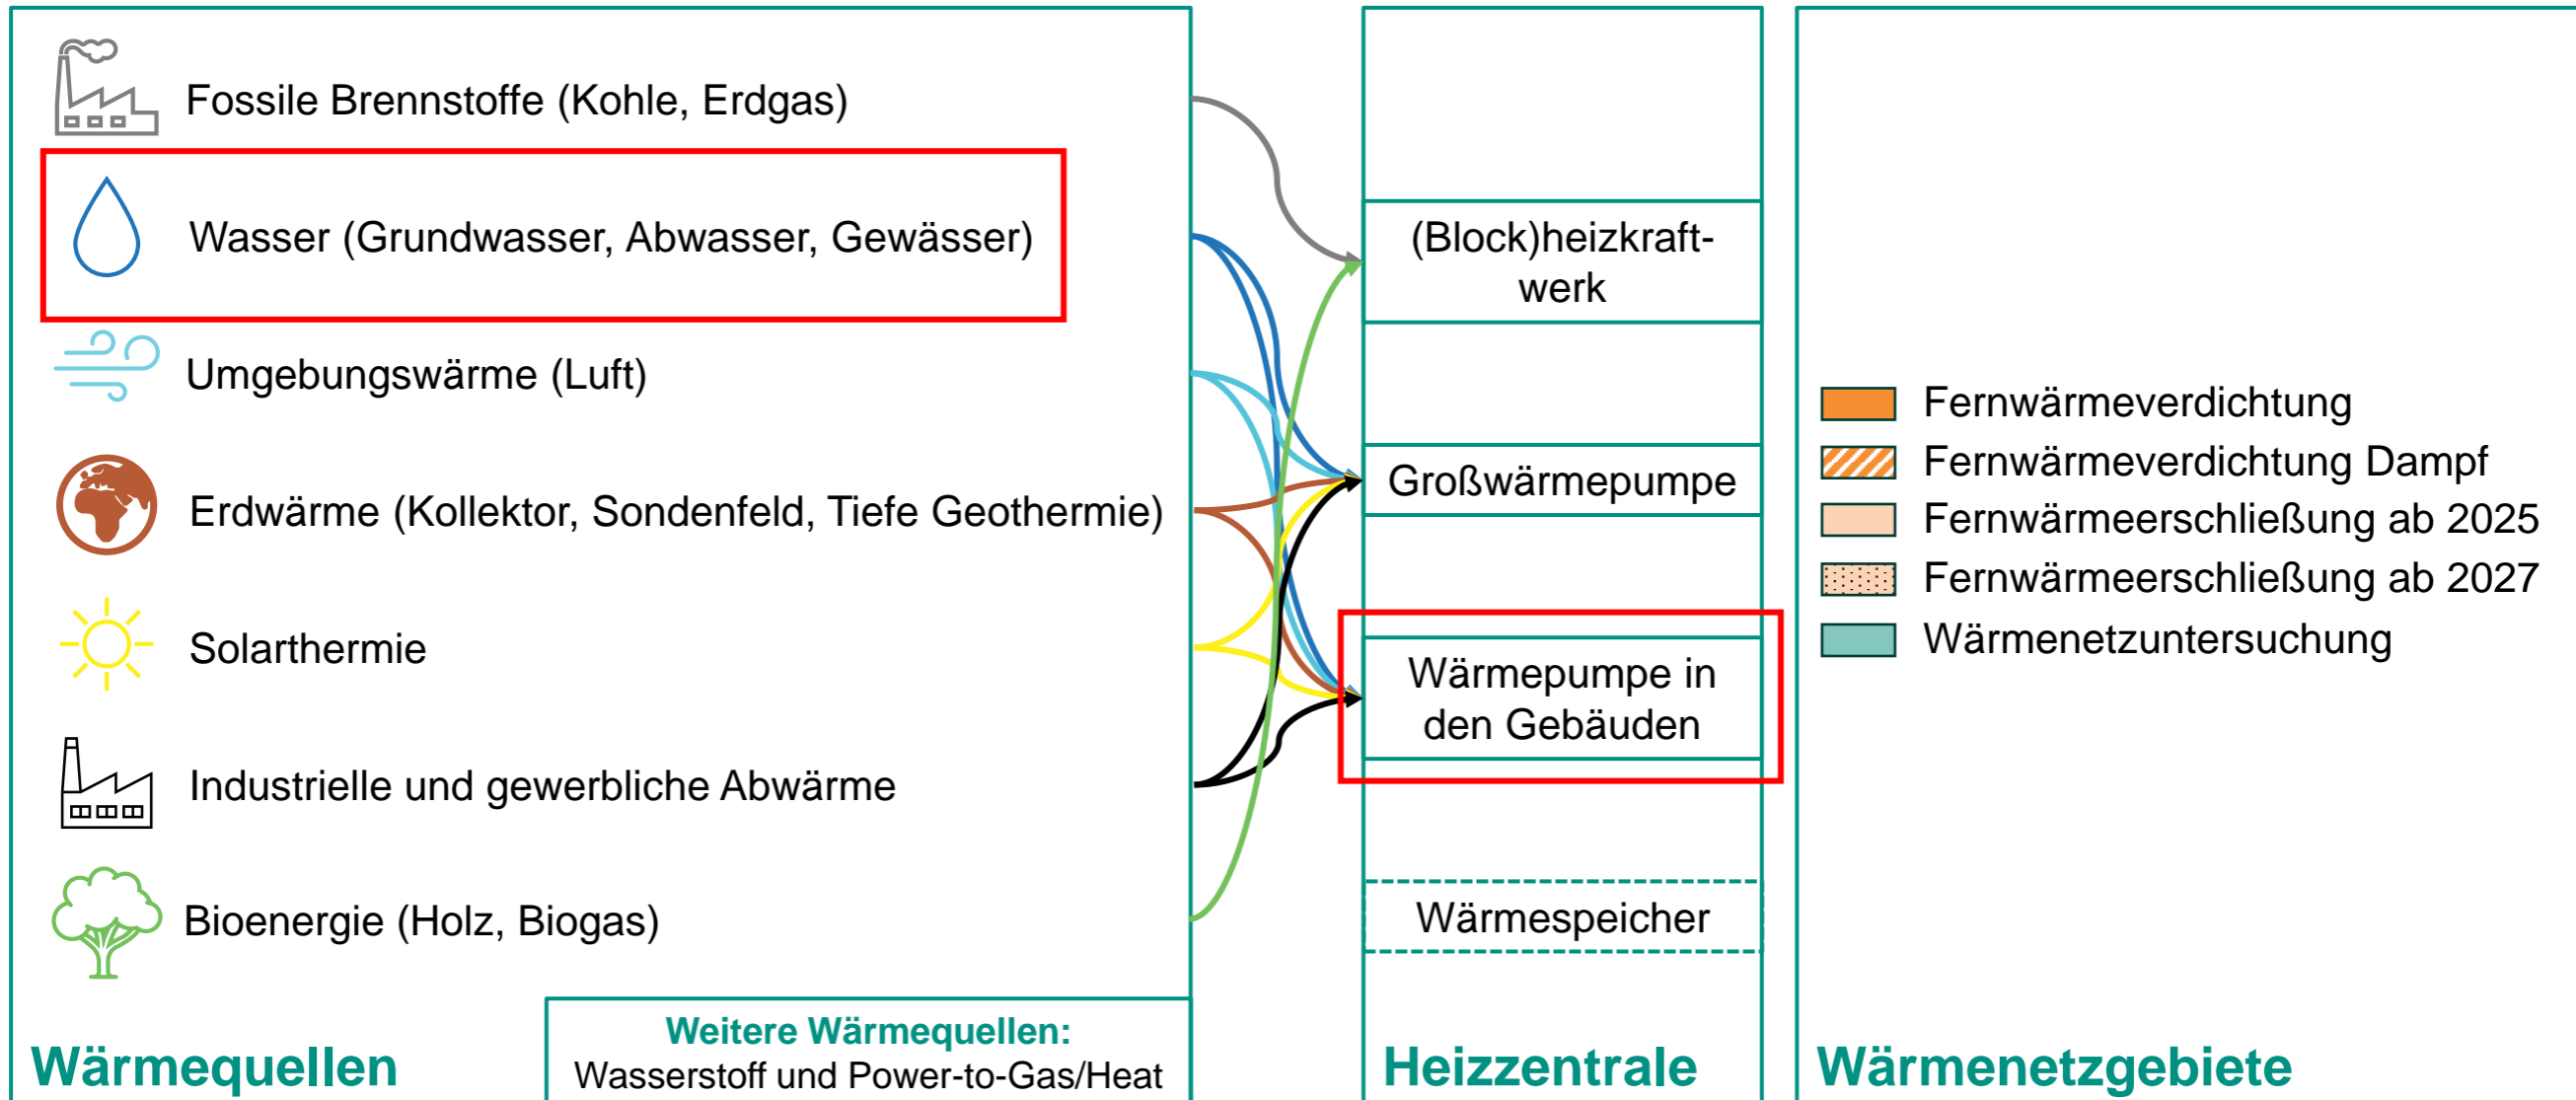 Fossile Brennstoffe (Kohle, Erdgas)
Wasser (Grundwasser, Abwasser, Gewässer)
Umgebungswärme (Luft)
Erdwärme (Kollektor, Sondenfeld, Tiefe Geothermie)
Solarthermie
Industrielle und gewerbliche Abwärme
Bioenergie (Holz, Biogas)
Weitere Wärmequellen:
Wasserstoff und Power-to-Gas/Heat
Wärmequellen
(Block)heizkraft-
werk
Großwärmepumpe
Wärmepumpe in
den Gebäuden
Wärmespeicher
Heizzentrale
Fernwärmeverdichtung
Fernwärmeverdichtung Dampf
Fernwärmeerschließung ab 2025
Fernwärmeerschließung ab 2027
Wärmenetzuntersuchung
Wärmenetzgebiete